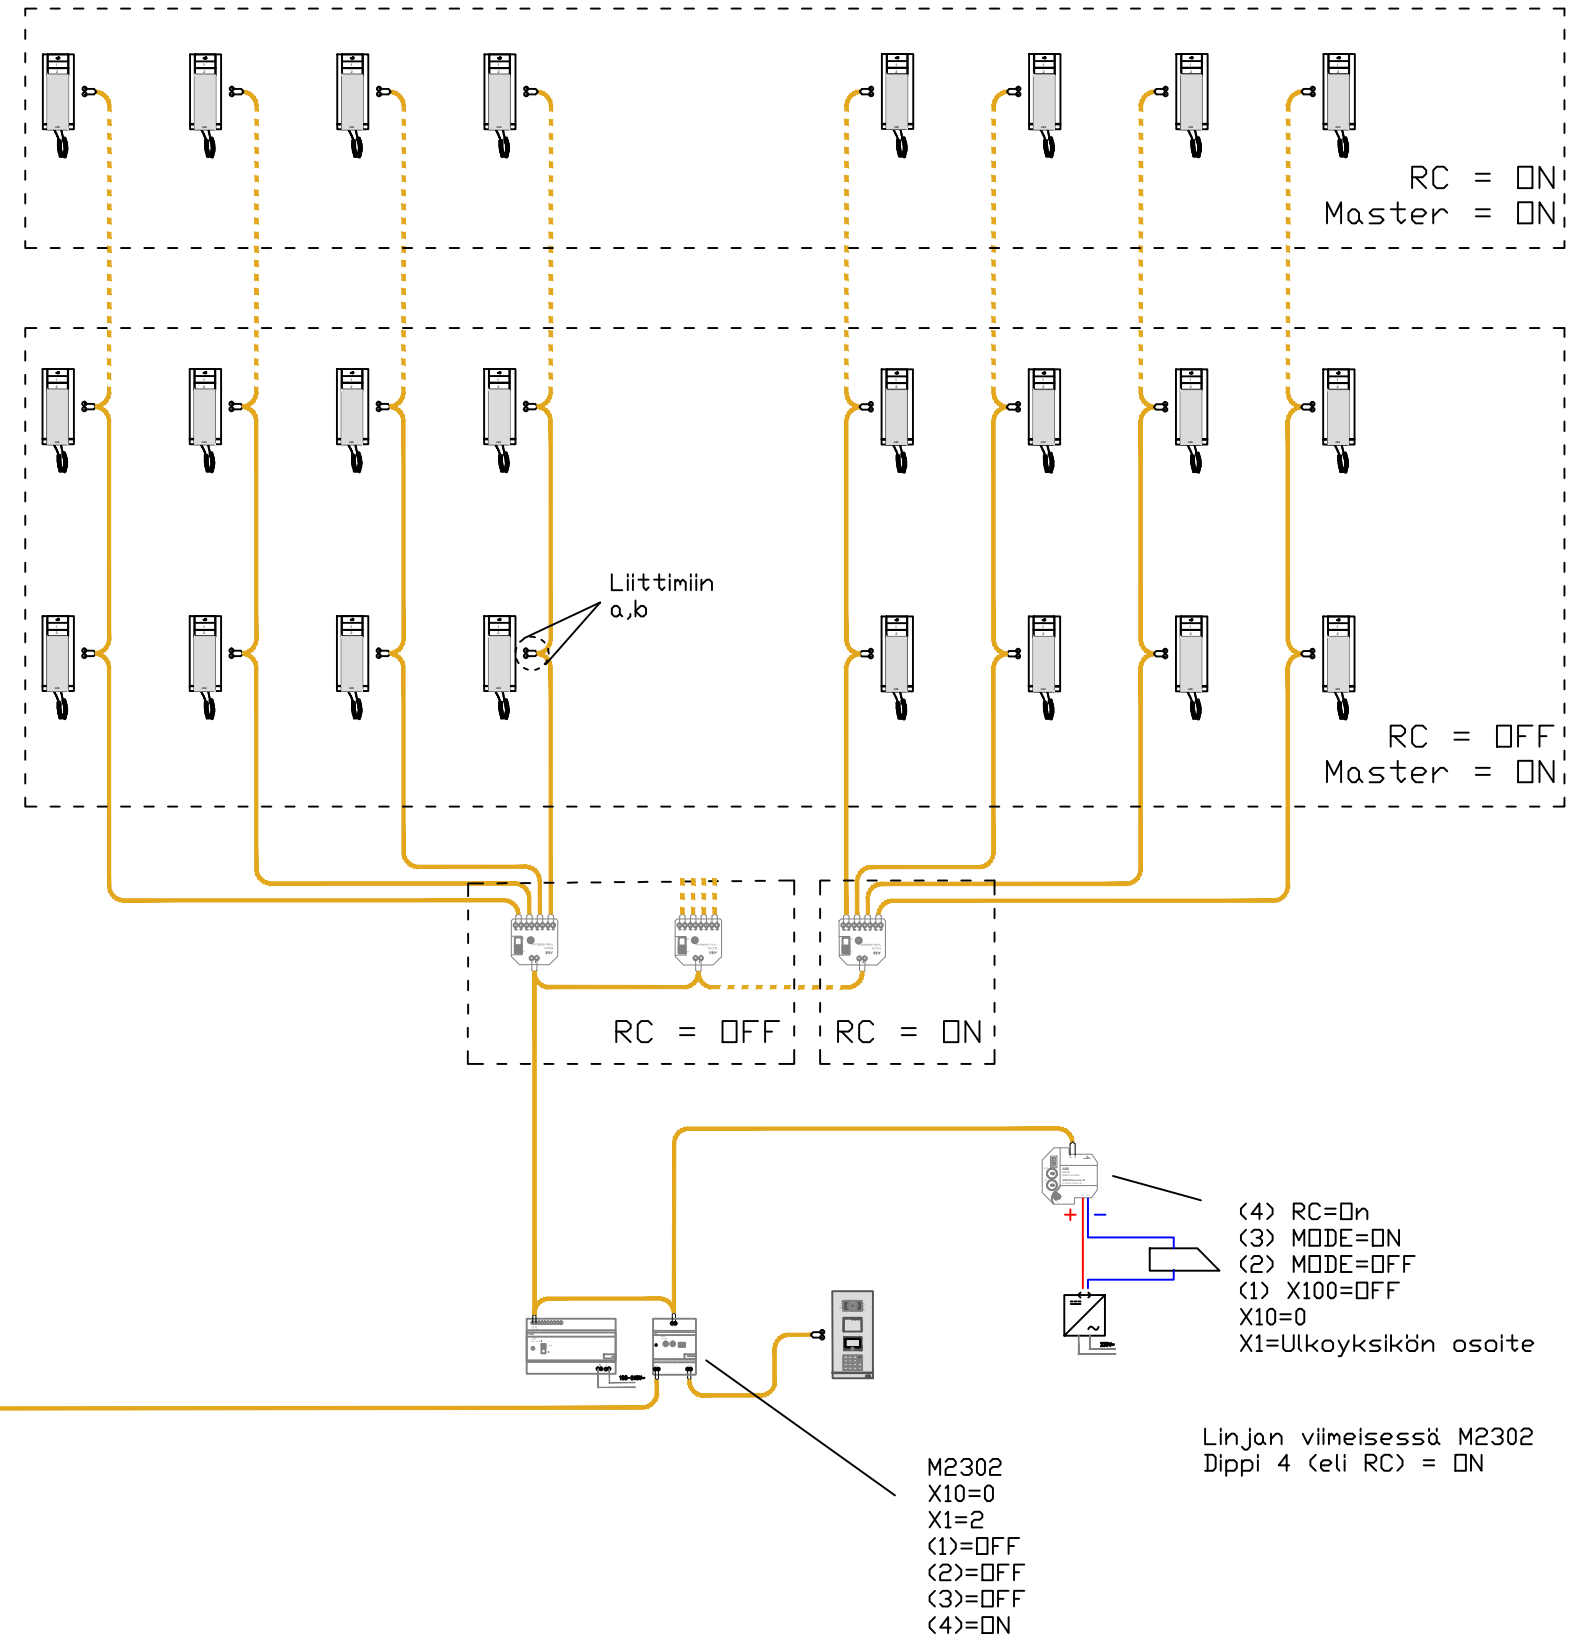 RC = ON
Master = ON
Liittimiin
a,b
RC = OFF
Master = ON
RC = OFF
RC = ON
+ −
(4) RC=On
(3) MODE=ON
(2) MODE=OFF
(1) X100=OFF
X10=0
X1=Ulkoyksikön osoite
Linjan viimeisessä M2302
Dippi 4 (eli RC) = ON
M2302
X10=0
X1=2
(1)=OFF
(2)=OFF
(3)=OFF
(4)=ON